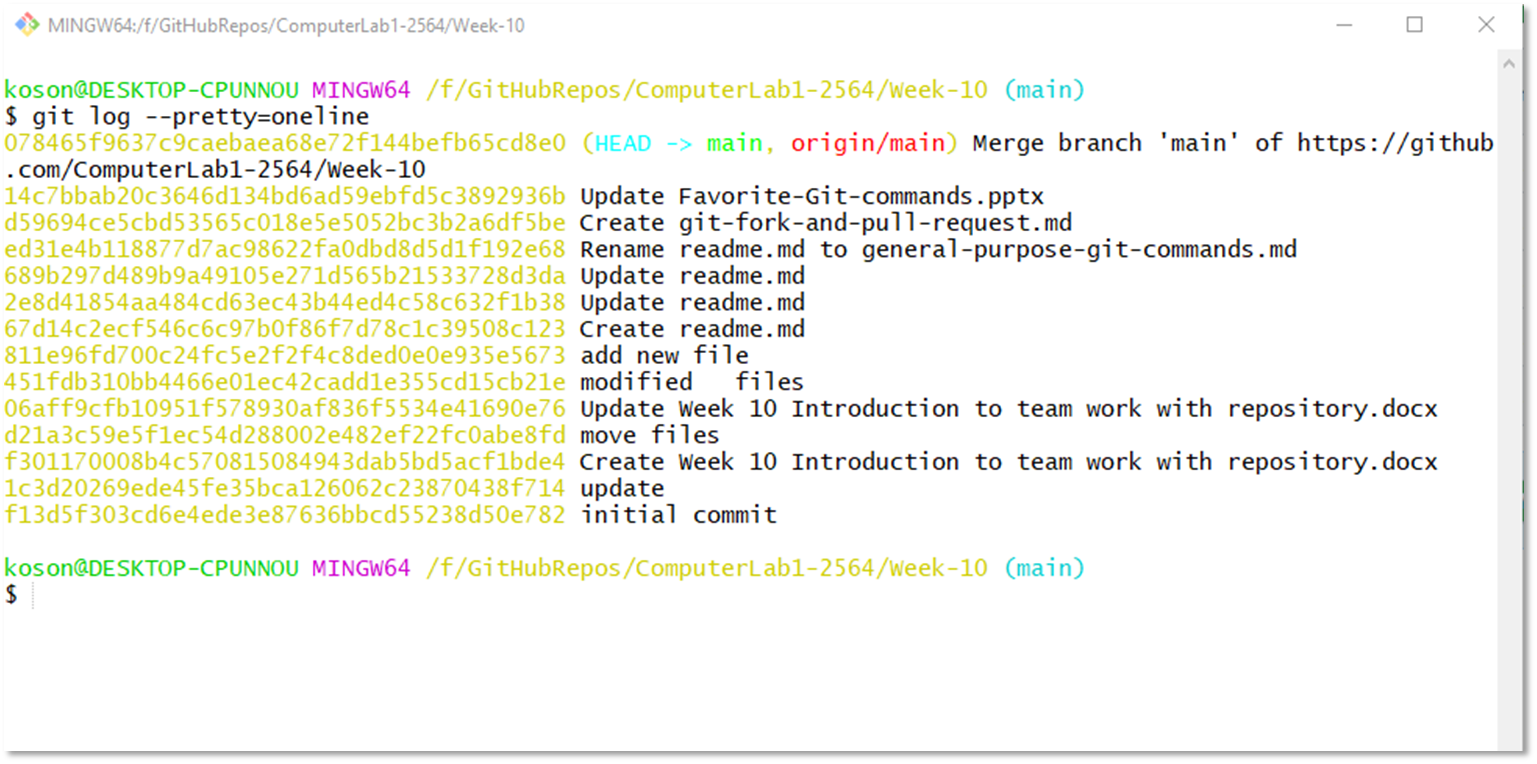 MINGW64:/f/GitHubRepos/ComputerLab1-2564/Week-10
koson@DESKTOP-CPUNNOU MINGW64 /f/GitHubRepos/ComputerLab1-2564/Week-10 (main)
$ git log --pretty=oneline
078465f9637c9caebaea68e72f144befb65cd8e0 (HEAD -> main, origin/main) Merge branch 'main' of https://github
.com/ComputerLab1-2564/Week-10
14c7bbab20c3646d134bd6ad59ebfd5c3892936b Update Favorite-Git-commands.pptx
d59694ce5cbd53565c018e5e5052bc3b2a6df5be Create git-fork-and-pull-request.md
ed31e4b118877d7ac98622fa0dbd8d5d1f192e68 Rename readme.md to general-purpose-git-commands.md
689b297d489b9a49105e271d565b21533728d3da Update readme.md
2e8d41854aa484cd63ec43b44ed4c58c632f1b38 Update readme.md
67d14c2ecf546c6c97b0f86f7d78c1c39508c123 Create readme.md
811e96fd700c24fc5e2f2f4c8ded0e0e935e5673 add new file
451fdb310bb4466e01ec42cadd1e355cd15cb21e modified   files
06aff9cfb10951f578930af836f5534e41690e76 Update Week 10 Introduction to team work with repository.docx
d21a3c59e5f1ec54d288002e482ef22fc0abe8fd move files
f301170008b4c570815084943dab5bd5acf1bde4 Create Week 10 Introduction to team work with repository.docx
1c3d20269ede45fe35bca126062c23870438f714 update
f13d5f303cd6e4ede3e87636bbcd55238d50e782 initial commit
koson@DESKTOP-CPUNNOU MINGW64 /f/GitHubRepos/ComputerLab1-2564/Week-10 (main)
$